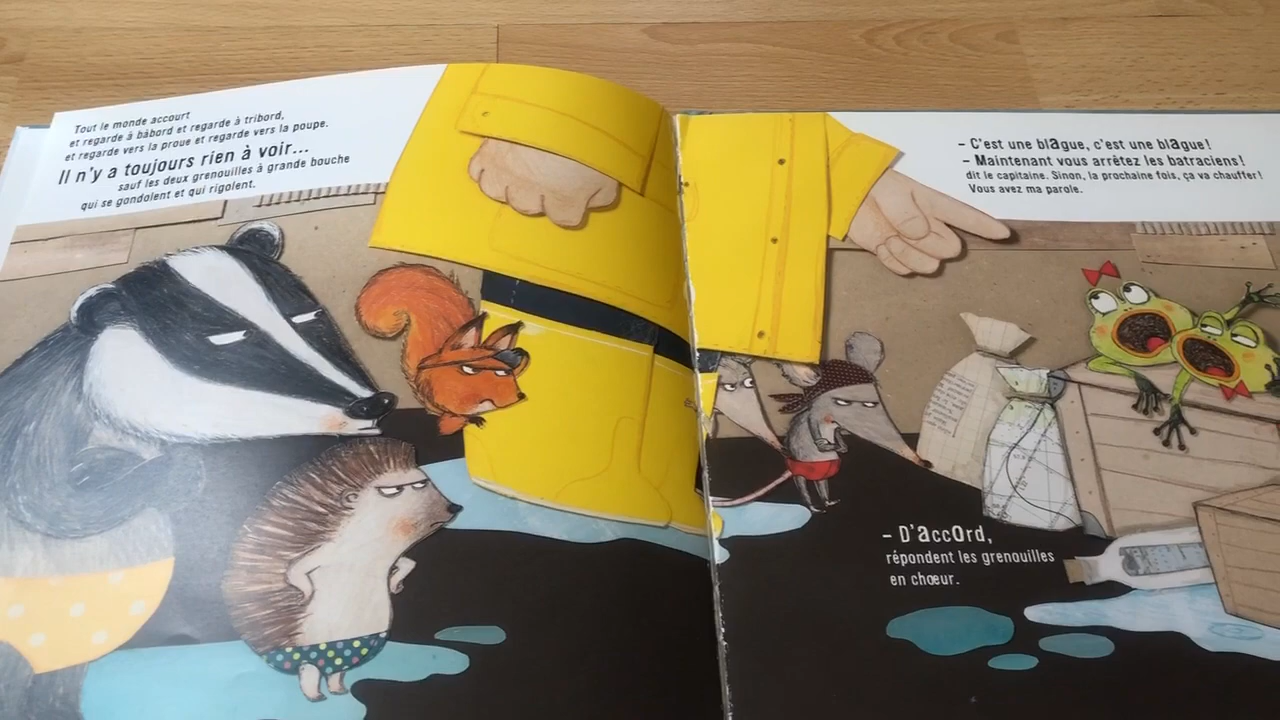 Tout le monde accourt
et regarde à bâbord et regarde à tribord,
et regarde vers la proue et regarde vers la poupe.
Il n'y a toujours rien à voir...
sauf les deux grenouilles à grande bouche
qui se gondolent et qui rigolent.
– C'est une blague, c'est une blague !
– Maintenant vous arrêtez les batraciens !
dit le capitaine. Sinon, la prochaine fois, ça va chauffer !
Vous avez ma parole.
– D'accord,
répondent les grenouilles
en chœur.